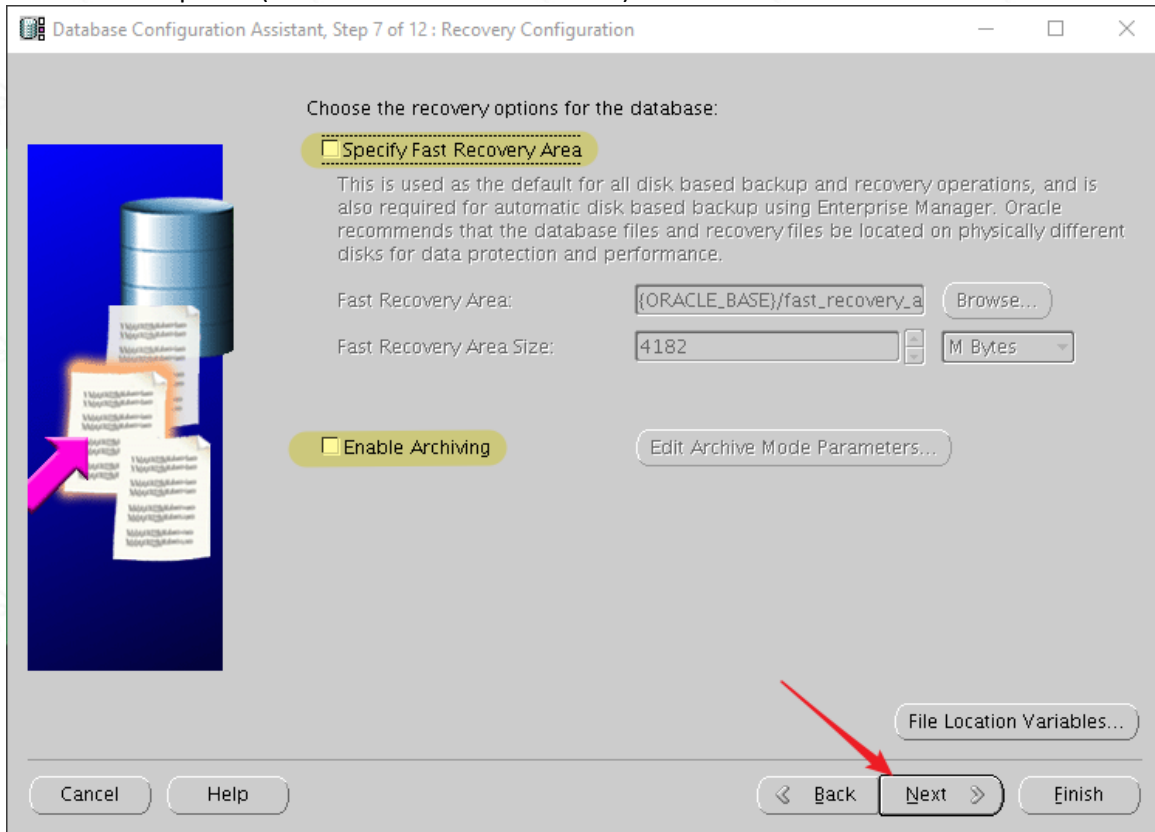 Database Configuration Assistant, Step 7 of 12 : Recovery Configuration
Choose the recovery options for the database:
Specify Fast Recovery Area
This is used as the default for all disk based backup and recovery operations, and is
also required for automatic disk based backup using Enterprise Manager. Oracle
recommends that the database files and recovery files be located on physically different
disks for data protection and performance.
Fast Recovery Area: {ORACLE_BASE}/fast_recovery_a Browse...
Fast Recovery Area Size: 4182 M Bytes
Enable Archiving Edit Archive Mode Parameters...
File Location Variables...
Cancel Help Back Next Finish